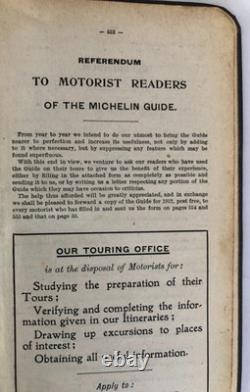 REFERENDUM
TO MOTORIST READERS
OF THE MICHELIN GUIDE.
From year to year we intend to do our utmost to bring the Guide
nearer to perfection and increase its usefulness, not only by adding
to it where necessary, but by suppressing any feature which may be
found superfluous.
With this end in view, we venture to ask our readers who have used
the Guide on their tours to give us the benefit of their experience,
either by filling in the attached form as completely as possible and
sending it to us, or by writing us a letter respecting any portion of the
Guide which they may have occasion to criticise.
The help thus afforded will be greatly appreciated, and in exchange
we shall be pleased to forward a copy of the Guide for 1912, post free, to
every motorist who has filled in and sent us the form on pages 554 and
555 and that on page
OUR TOURING OFFICE
is at the disposal of Motorists for:
Studying the preparation of their
Tours;
Verifying and completing the infor-
mation given in our Itineraries;
Drawing up excursions to places
of interest;
Obtaining all information.
Apply to:
ebay